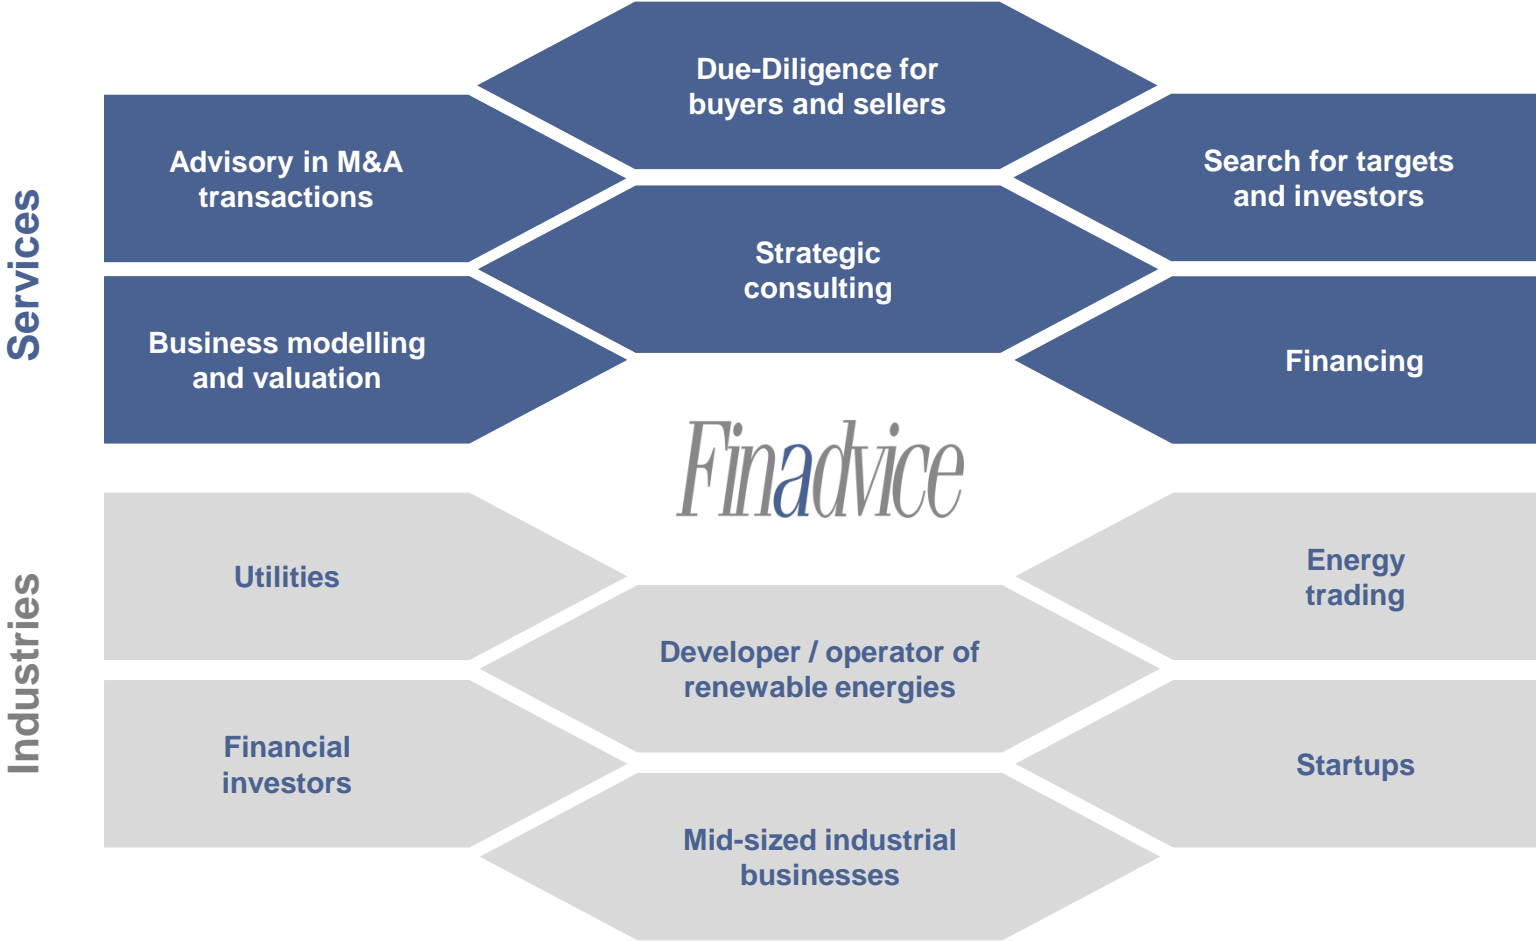 Services
Due-Diligence for
buyers and sellers
Advisory in M&A
transactions
Search for targets
and investors
Strategic
consulting
Business modelling
and valuation
Financing
Finadvice
Industries
Utilities
Energy
trading
Developer / operator of
renewable energies
Financial
investors
Startups
Mid-sized industrial
businesses